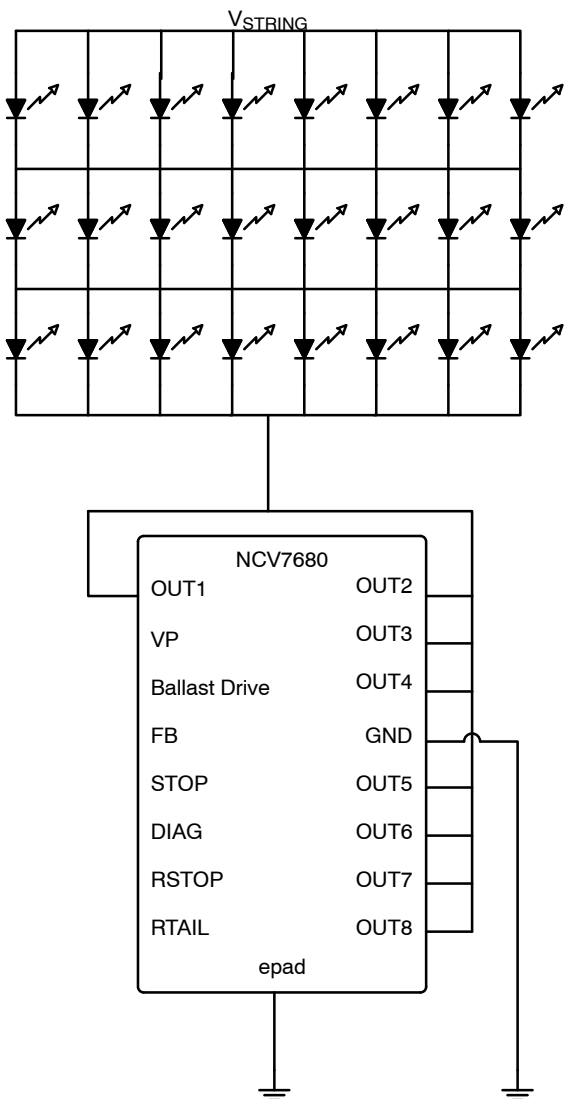 VSTRING
NCV7680
OUT1
VP
Ballast Drive
FB
STOP
DIAG
RSTOP
RTAIL
OUT2
OUT3
OUT4
GND
OUT5
OUT6
OUT7
OUT8
epad